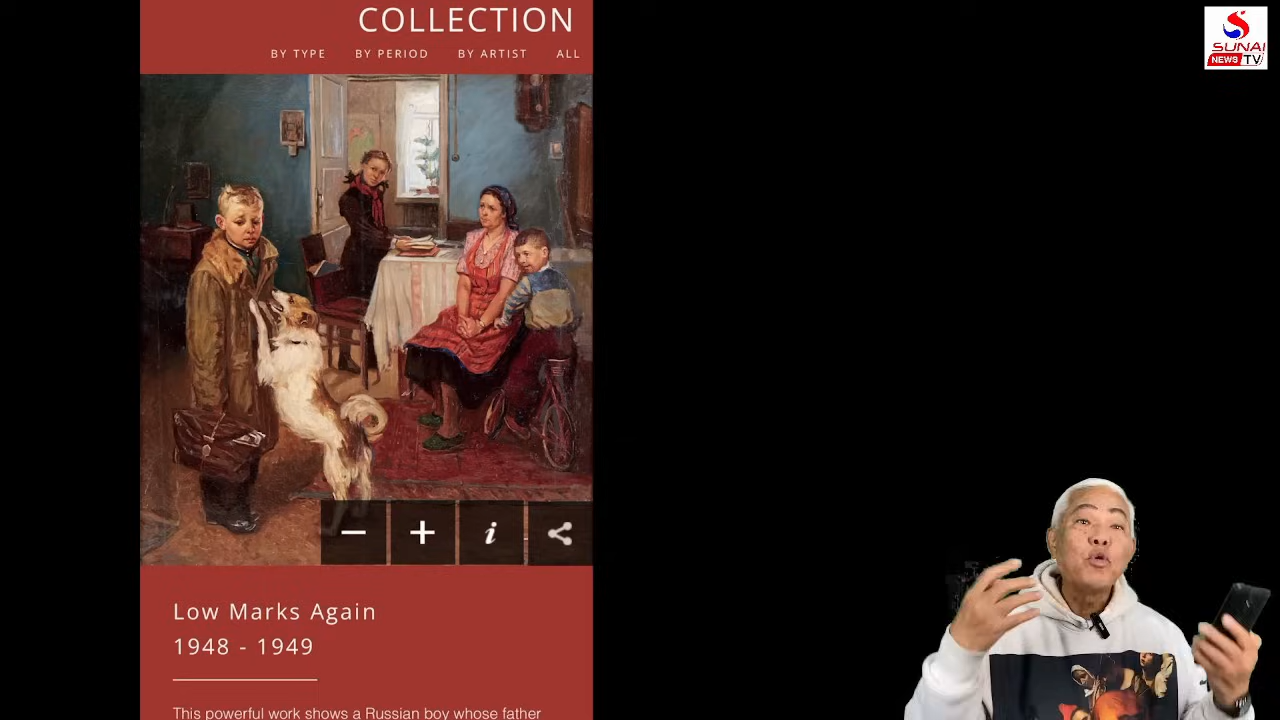 COLLECTION
BY TYPE BY PERIOD BY ARTIST ALL
SUNAI
NEWS TV
Low Marks Again
1948 - 1949
This powerful work shows a Russian boy whose father